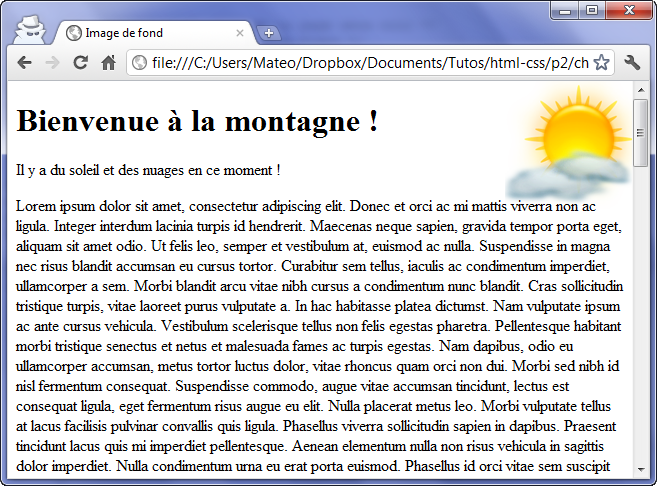 Image de fond
file:///C:/Users/Mateo/Dropbox/Documents/Tutos/html-css/p2/ch
Bienvenue à la montagne !
Il y a du soleil et des nuages en ce moment !
Lorem ipsum dolor sit amet, consectetur adipiscing elit. Donec et orci ac mi mattis viverra non ac
ligula. Integer interdum lacinia turpis id hendrerit. Maecenas neque sapien, gravida tempor porta eget,
aliquam sit amet odio. Ut felis leo, semper et vestibulum at, euismod ac nulla. Suspendisse in magna
nec risus blandit accumsan eu cursus tortor. Curabitur sem tellus, iaculis ac condimentum imperdiet,
ullamcorper a sem. Morbi blandit arcu vitae nibh cursus a condimentum nunc blandit. Cras sollicitudin
tristique turpis, vitae laoreet purus vulputate a. In hac habitasse platea dictumst. Nam vulputate ipsum
ac ante cursus vehicula. Vestibulum scelerisque tellus non felis egestas pharetra. Pellentesque habitant
morbi tristique senectus et netus et malesuada fames ac turpis egestas. Nam dapibus, odio eu
ullamcorper accumsan, metus tortor luctus dolor, vitae rhoncus quam orci non dui. Morbi sed nibh id
nisl fermentum consequat. Suspendisse commodo, augue vitae accumsan tincidunt, lectus est
consequat ligula, eget fermentum risus augue eu elit. Nulla placerat metus leo. Morbi vulputate tellus
at lacus facilisis pulvinar convallis quis ligula. Phasellus viverra sollicitudin sapien in dapibus. Praesent
tincidunt lacus quis mi imperdiet pellentesque. Aenean elementum nulla non risus vehicula in sagittis
dolor imperdiet. Nulla condimentum urna eu erat porta euismod. Phasellus id orci vitae sem suscipit